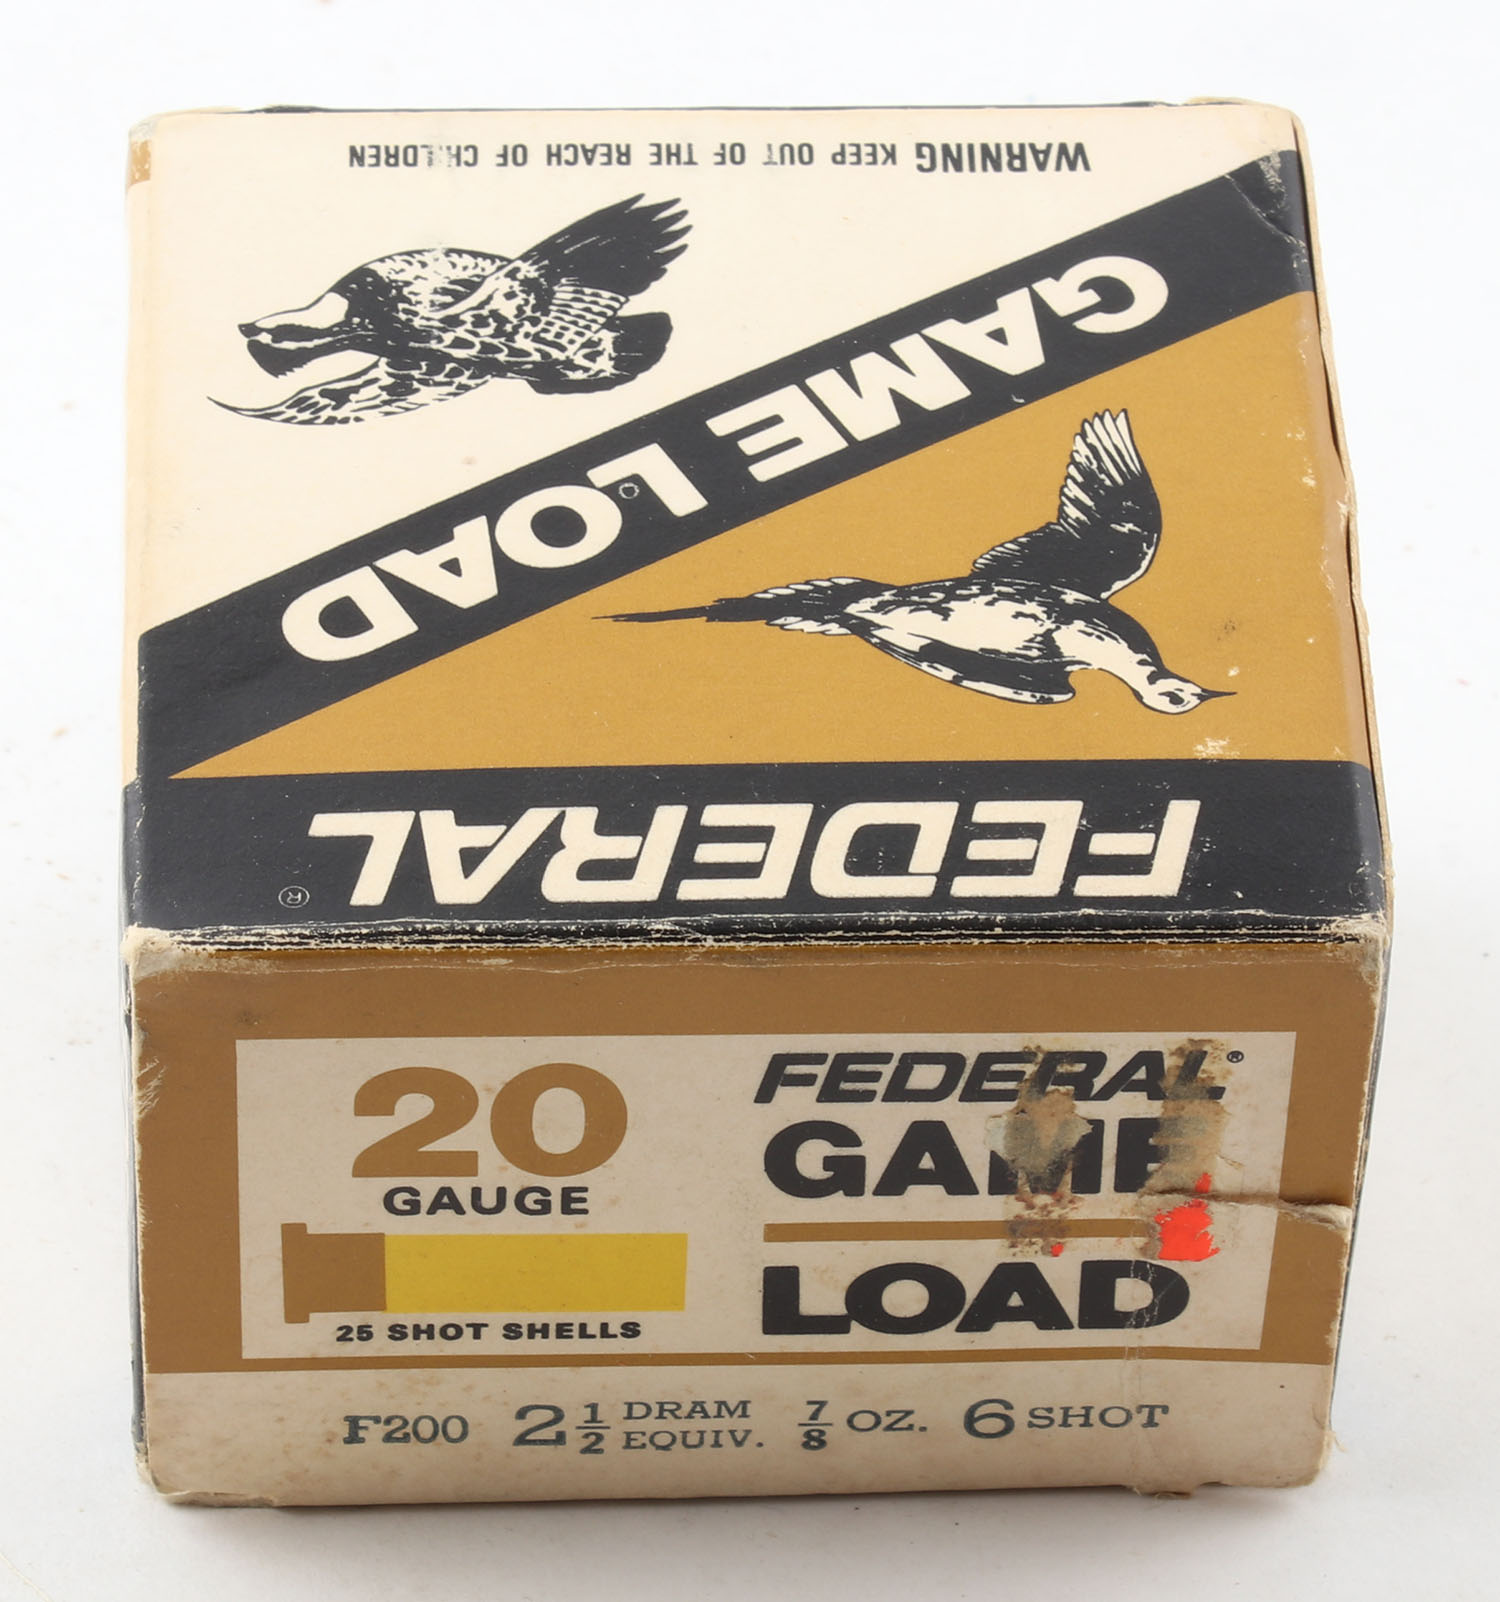 WARNING KEEP OUT OF THE REACH OF CHILDREN
GAME LOAD
FEDERAL ®
20
GAUGE
25 SHOT SHELLS
FEDERAL®
GAME
LOAD
F200 2 1/2 DRAM EQUIV. 7/8 OZ. 6 SHOT